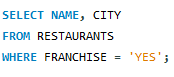 SELECT NAME, CITY
FROM RESTAURANTS
WHERE FRANCHISE = 'YES';